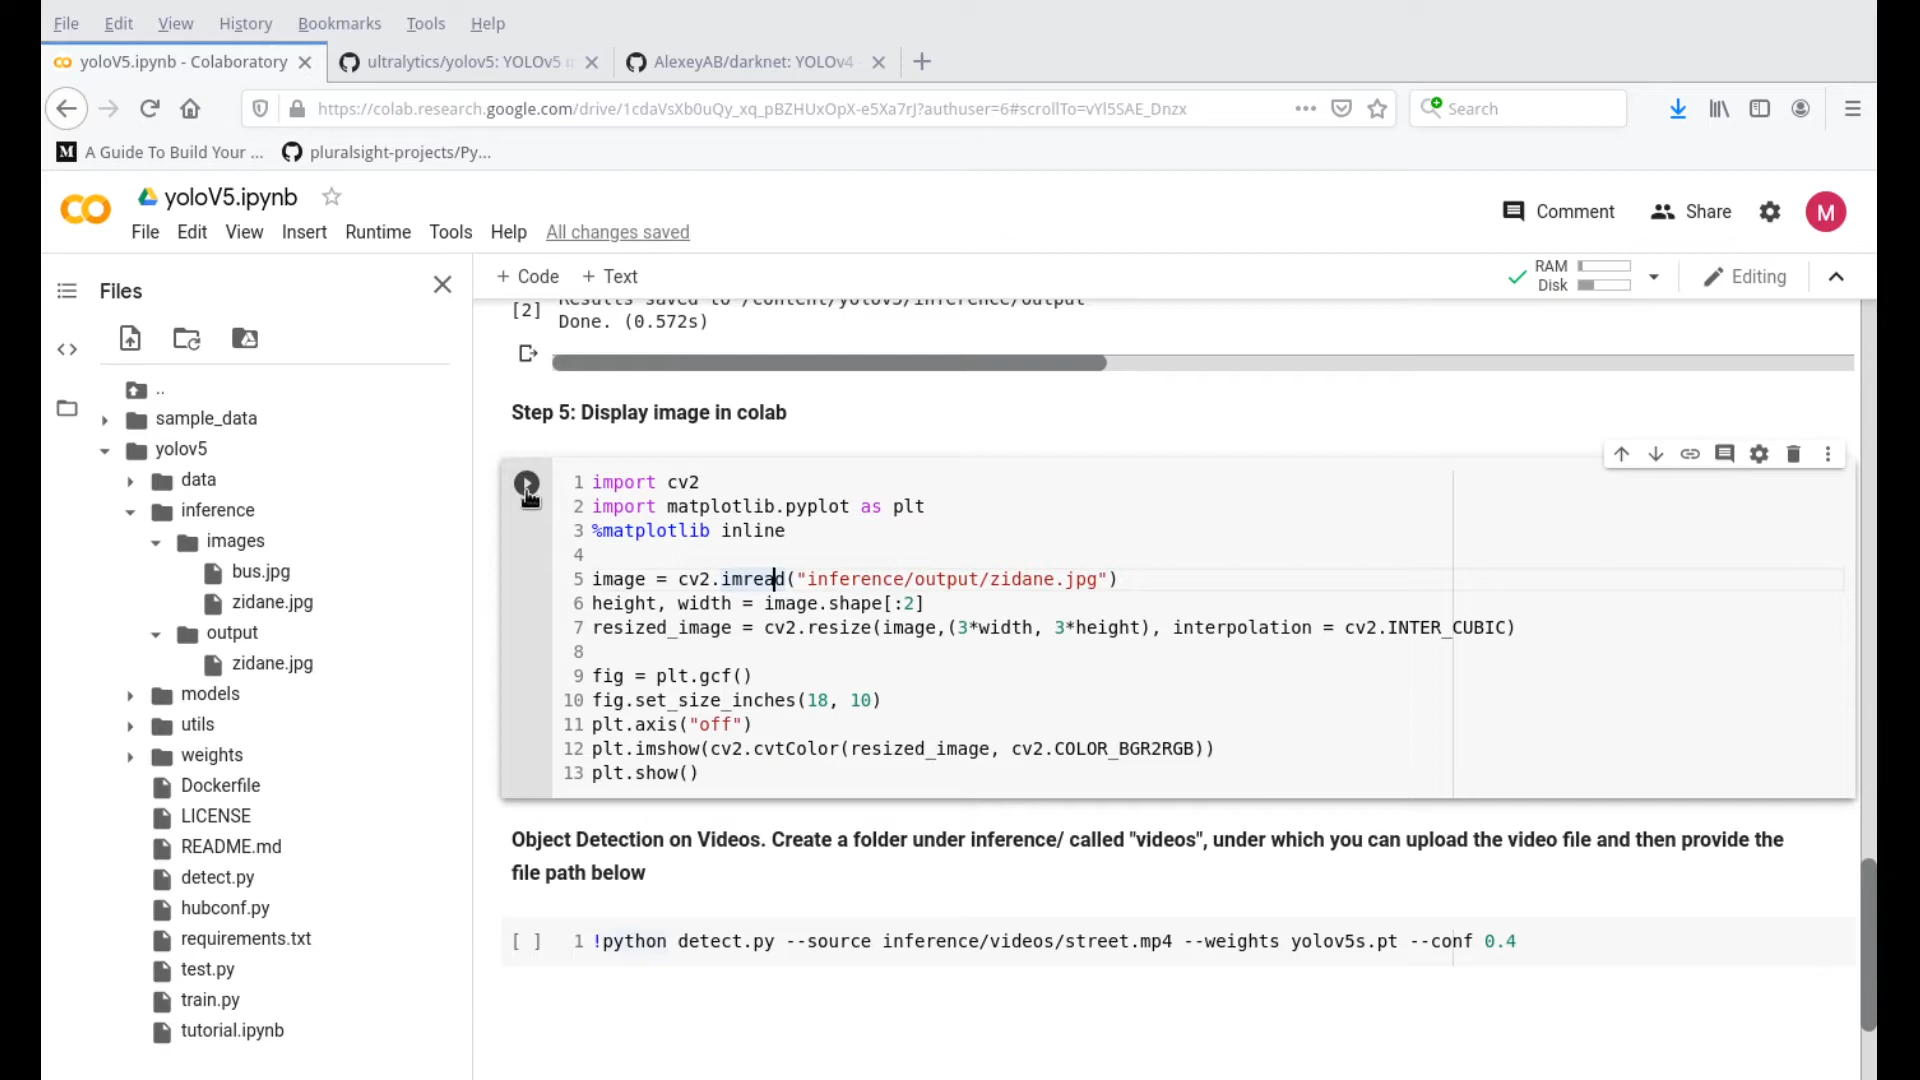 File Edit View History Bookmarks Tools Help
yoloV5.ipynb - Colaboratory
ultralytics/yolov5: YOLOv5 in
AlexeyAB/darknet: YOLOv4
https://colab.research.google.com/drive/1cdaVsXb0uQy_xq_pBZHUxOpX-e5Xa7rJ?authuser=6#scrollTo=vYl5SAE_Dnzx
Search
M A Guide To Build Your ...
pluralsight-projects/Py...
yoloV5.ipynb
Comment
Share
M
File Edit View Insert Runtime Tools Help All changes saved
Files
+ Code + Text
RAM
Disk
Editing
..
sample_data
yolov5
data
inference
images
bus.jpg
zidane.jpg
output
zidane.jpg
models
utils
weights
Dockerfile
LICENSE
README.md
detect.py
hubconf.py
requirements.txt
test.py
train.py
tutorial.ipynb
Results saved to /content/yolov5/inference/output
[2] Done. (0.572s)
Step 5: Display image in colab
1 import cv2
2 import matplotlib.pyplot as plt
3 %matplotlib inline
4
5 image = cv2.imread("inference/output/zidane.jpg")
6 height, width = image.shape[:2]
7 resized_image = cv2.resize(image,(3*width, 3*height), interpolation = cv2.INTER_CUBIC)
8
9 fig = plt.gcf()
10 fig.set_size_inches(18, 10)
11 plt.axis("off")
12 plt.imshow(cv2.cvtColor(resized_image, cv2.COLOR_BGR2RGB))
13 plt.show()
Object Detection on Videos. Create a folder under inference/ called "videos", under which you can upload the video file and then provide the
file path below
[ ] 1 !python detect.py --source inference/videos/street.mp4 --weights yolov5s.pt --conf 0.4